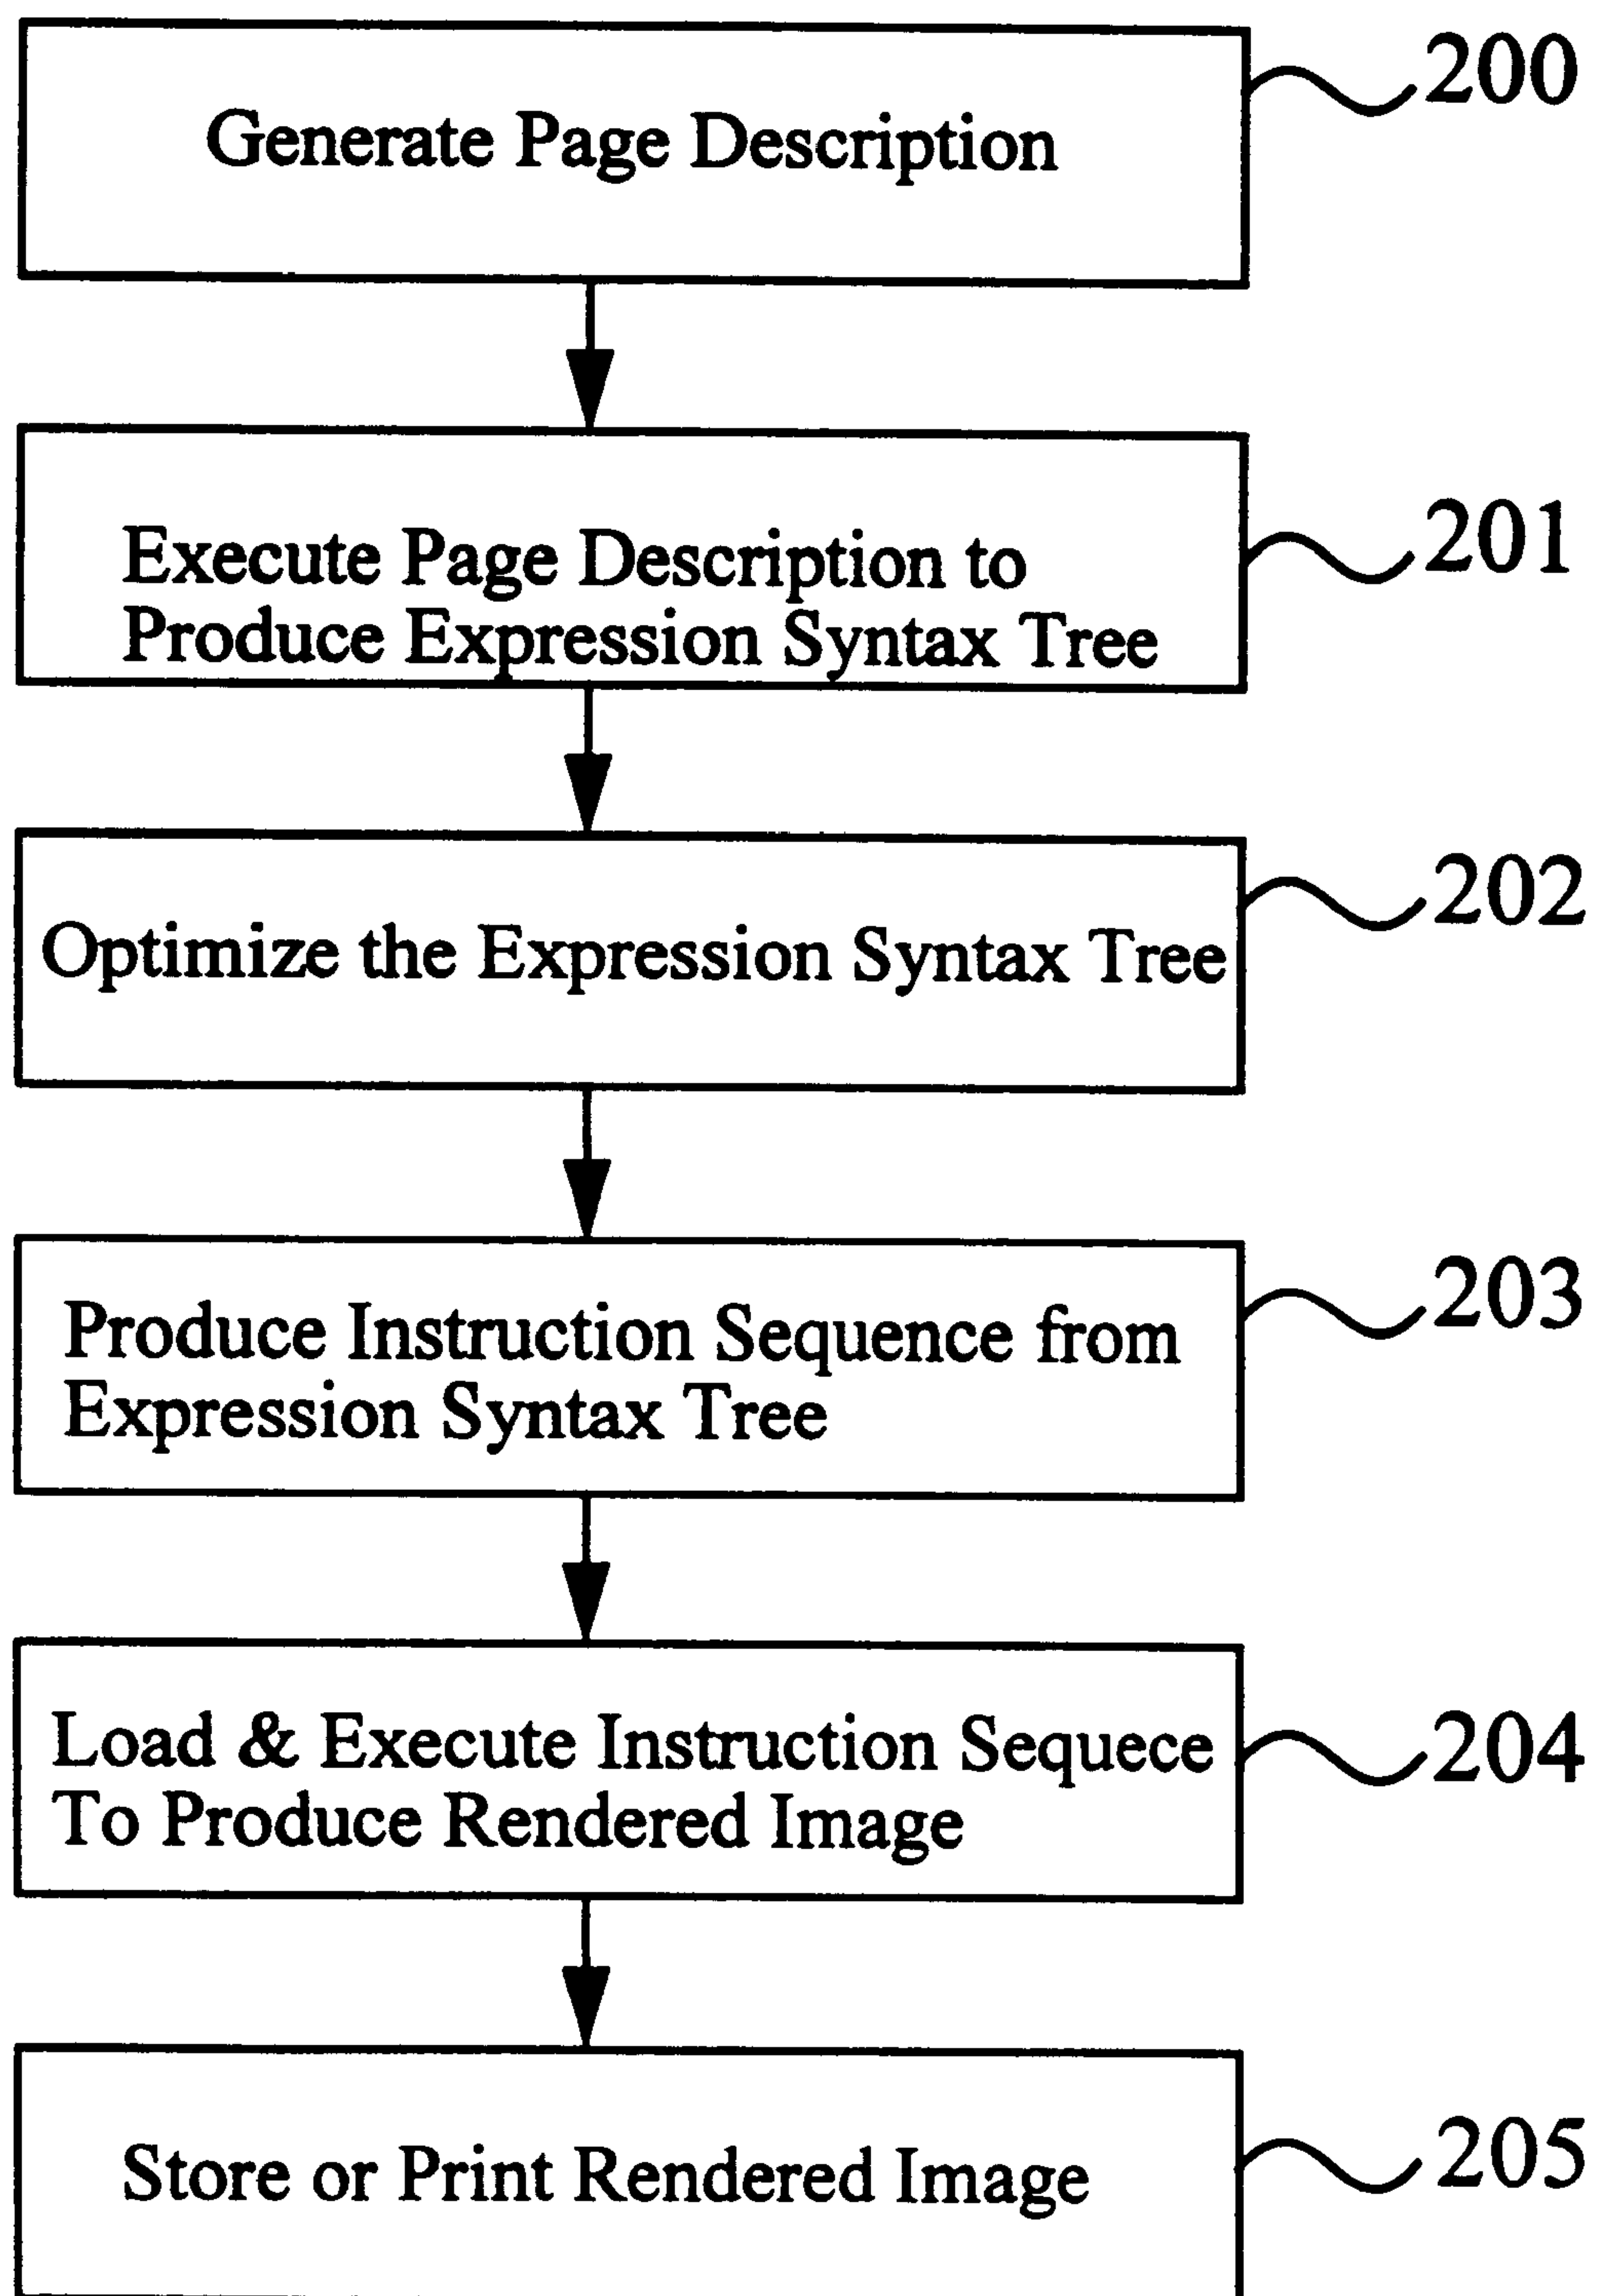 200
Generate Page Description
201
Execute Page Description to
Produce Expression Syntax Tree
202
Optimize the Expression Syntax Tree
203
Produce Instruction Sequence from
Expression Syntax Tree
204
Load & Execute Instruction Sequece
To Produce Rendered Image
205
Store or Print Rendered Image